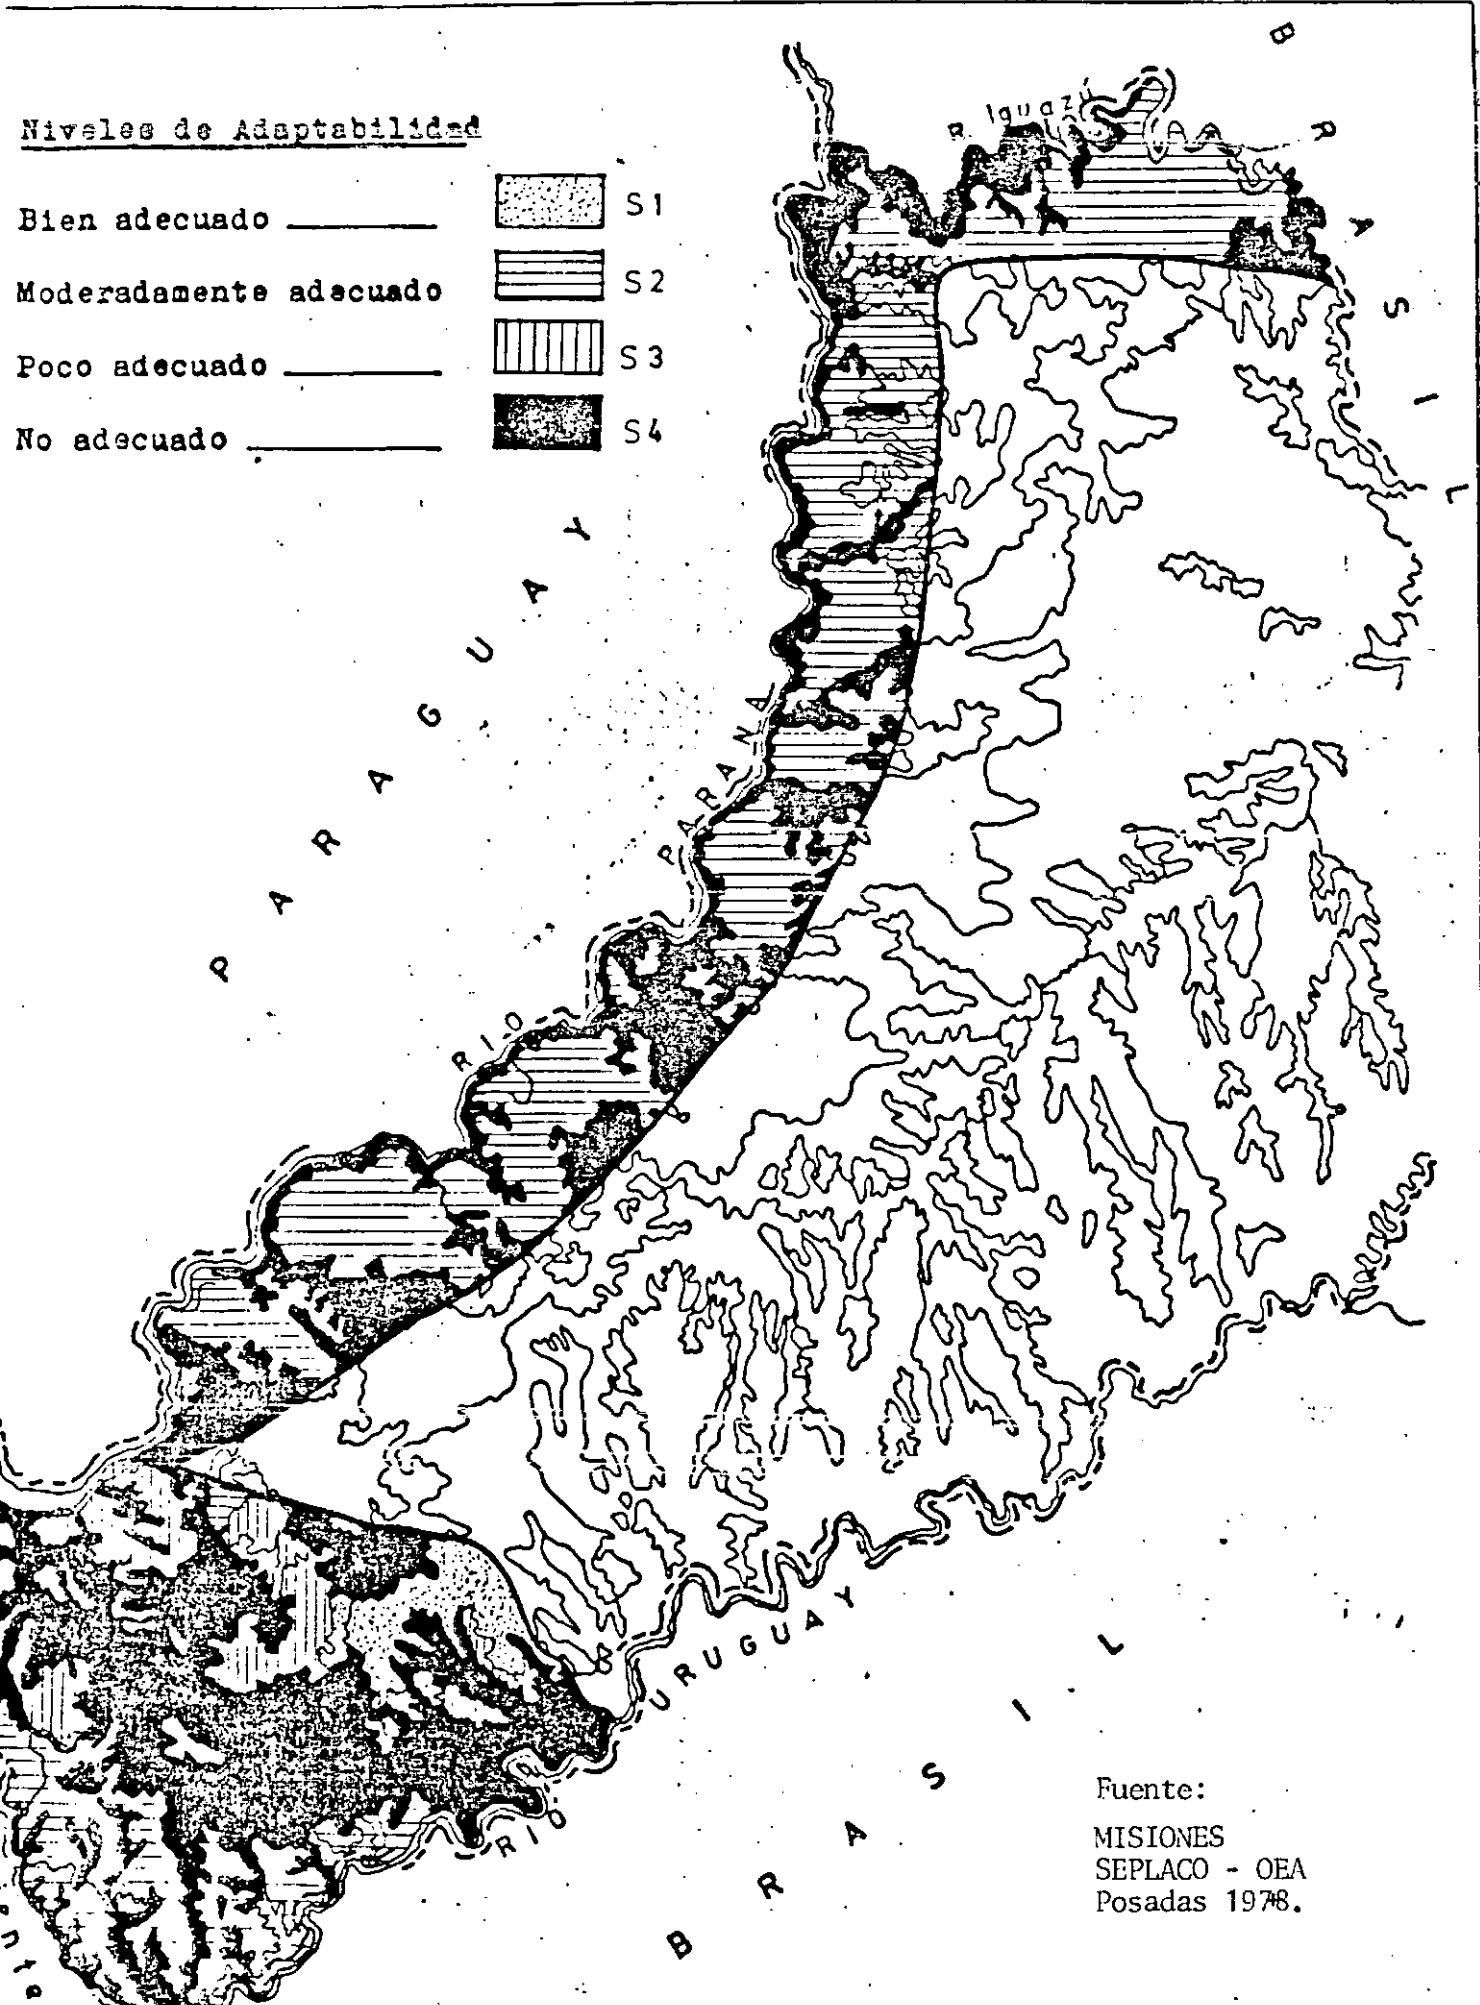 Niveles de Adaptabilidad
Bien adecuado S1
Moderadamente adecuado S2
Poco adecuado S3
No adecuado S4
BRASIL
R. Iguazú
PARAGUAY
RIO PARANA
RIO URUGUAY
BRASIL
Fuente:
MISIONES
SEPLACO - OEA
Posadas 1978.